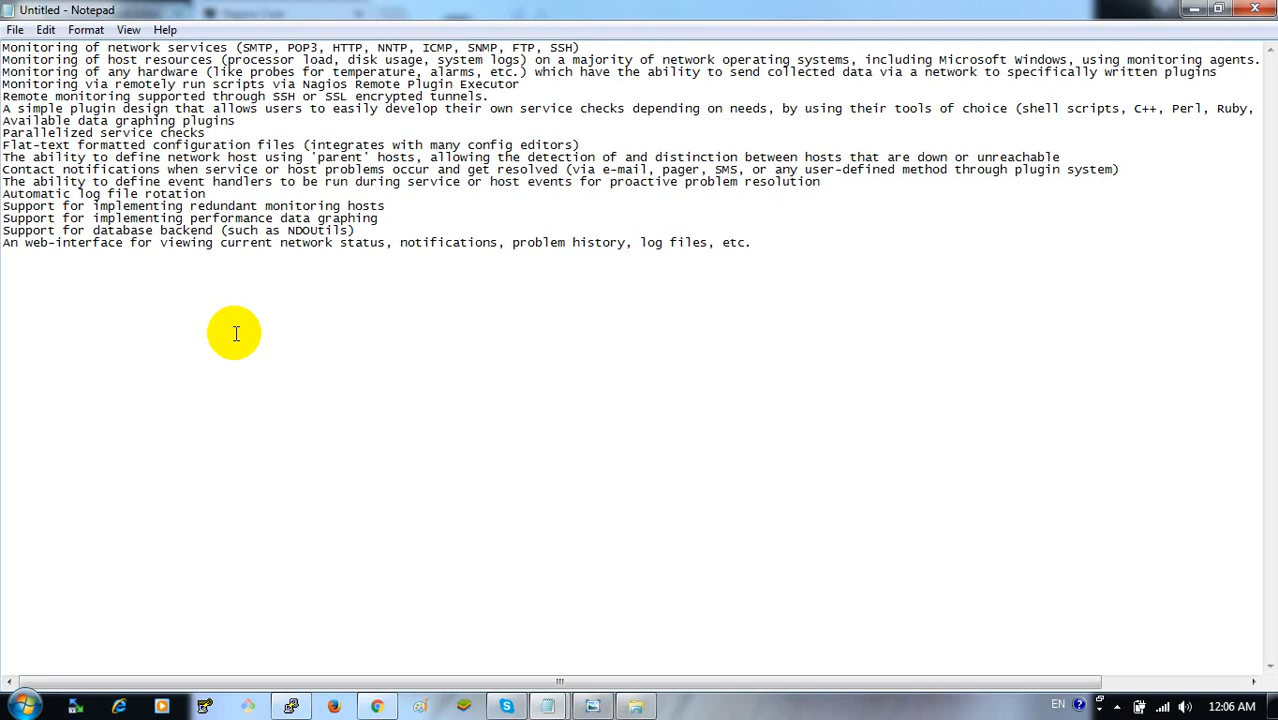 Untitled - Notepad
File Edit Format View Help
Monitoring of network services (SMTP, POP3, HTTP, NNTP, ICMP, SNMP, FTP, SSH)
Monitoring of host resources (processor load, disk usage, system logs) on a majority of network operating systems, including Microsoft Windows, using monitoring agents.
Monitoring of any hardware (like probes for temperature, alarms, etc.) which have the ability to send collected data via a network to specifically written plugins
Monitoring via remotely run scripts via Nagios Remote Plugin Executor
Remote monitoring supported through SSH or SSL encrypted tunnels.
A simple plugin design that allows users to easily develop their own service checks depending on needs, by using their tools of choice (shell scripts, C++, Perl, Ruby,
Available data graphing plugins
Parallelized service checks
Flat-text formatted configuration files (integrates with many config editors)
The ability to define network host using 'parent' hosts, allowing the detection of and distinction between hosts that are down or unreachable
Contact notifications when service or host problems occur and get resolved (via e-mail, pager, SMS, or any user-defined method through plugin system)
The ability to define event handlers to be run during service or host events for proactive problem resolution
Automatic log file rotation
Support for implementing redundant monitoring hosts
Support for implementing performance data graphing
Support for database backend (such as NDOUtils)
An web-interface for viewing current network status, notifications, problem history, log files, etc.
EN 12:06 AM